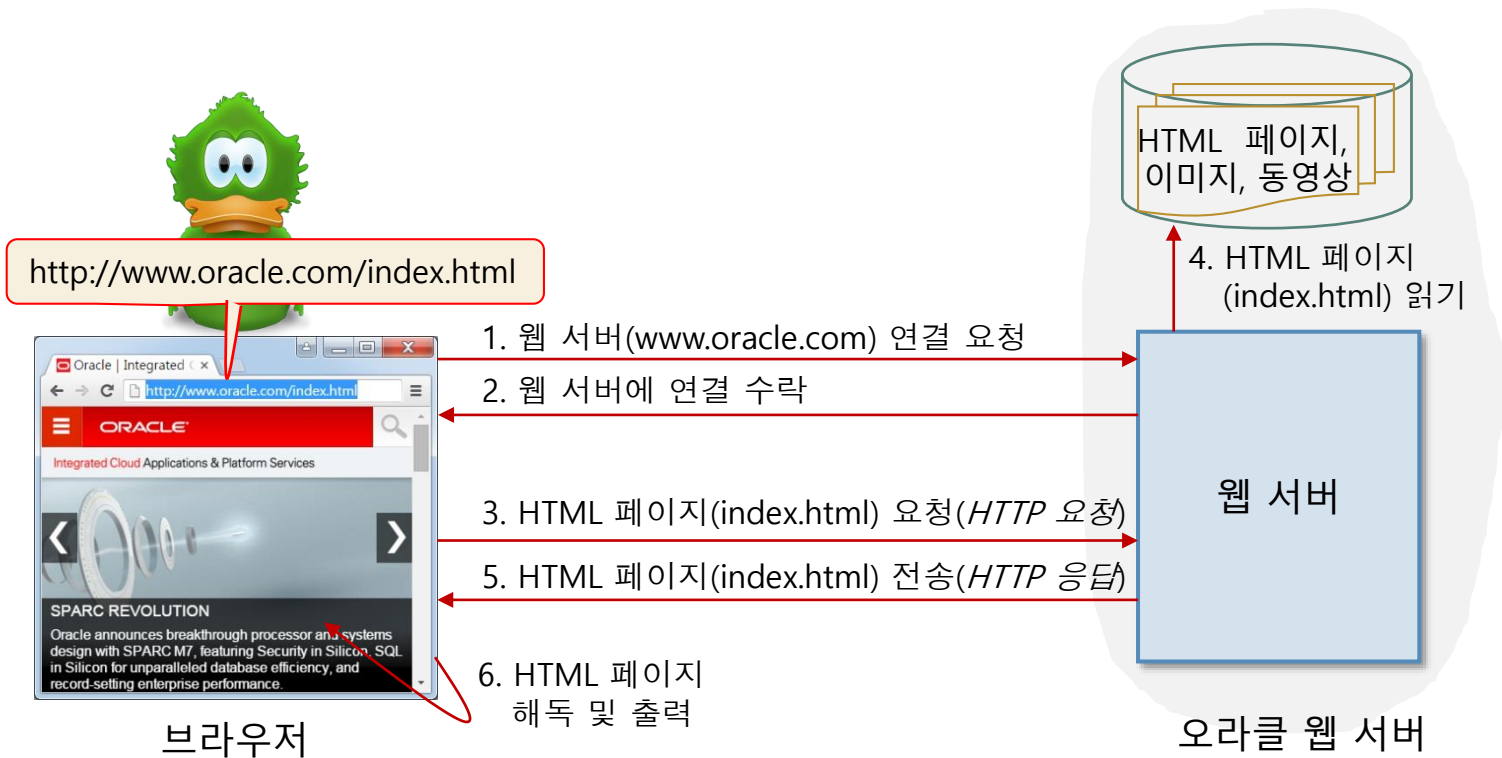 HTML 페이지,
이미지, 동영상
http://www.oracle.com/index.html
4. HTML 페이지
(index.html) 읽기
1. 웹 서버(www.oracle.com) 연결 요청
2. 웹 서버에 연결 수락
Oracle | Integrated
http://www.oracle.com/index.html
ORACLE
Integrated Cloud Applications & Platform Services
웹 서버
3. HTML 페이지(index.html) 요청(HTTP 요청)
5. HTML 페이지(index.html) 전송(HTTP 응답)
SPARC REVOLUTION
Oracle announces breakthrough processor and systems
design with SPARC M7, featuring Security in Silicon, SQL
in Silicon for unparalleled database efficiency, and
record-setting enterprise performance.
6. HTML 페이지
해독 및 출력
브라우저
오라클 웹 서버